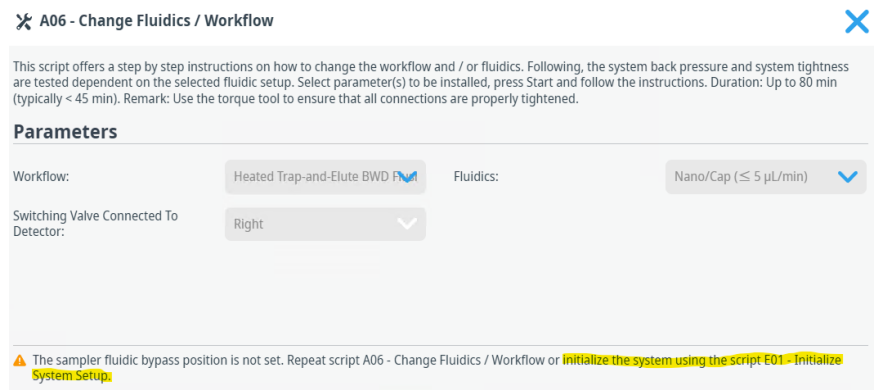 A06 - Change Fluidics / Workflow
This script offers a step by step instructions on how to change the workflow and / or fluidics. Following, the system back pressure and system tightness
are tested dependent on the selected fluidic setup. Select parameter(s) to be installed, press Start and follow the instructions. Duration: Up to 80 min
(typically < 45 min). Remark: Use the torque tool to ensure that all connections are properly tightened.
Parameters
Workflow: Heated Trap-and-Elute BWD Fluid Fluidics: Nano/Cap (≤ 5 µL/min)
Switching Valve Connected To
Detector: Right
The sampler fluidic bypass position is not set. Repeat script A06 - Change Fluidics / Workflow or initialize the system using the script E01 - Initialize
System Setup.